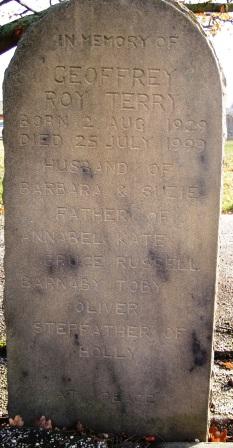 IN MEMORY OF
GEOFFREY
ROY TERRY
BORN 2 AUG 1929
DIED 25 JULY 1999
HUSBAND OF
BARBARA & SUZIE
FATHER OF
ANNABEL KATE
BRUCE RUSSELL
BARNABY TOBY
OLIVER
STEPFATHER OF
HOLLY
AT PEACE